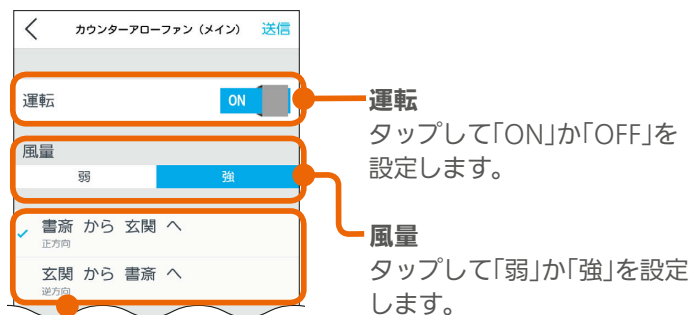 カウンターアローファン（メイン） 送信
運転
ON
風量
弱 強
書斎 から 玄関 へ
正方向
玄関 から 書斎 へ
逆方向
運転
タップして「ON」か「OFF」を
設定します。
風量
タップして「弱」か「強」を設定
します。